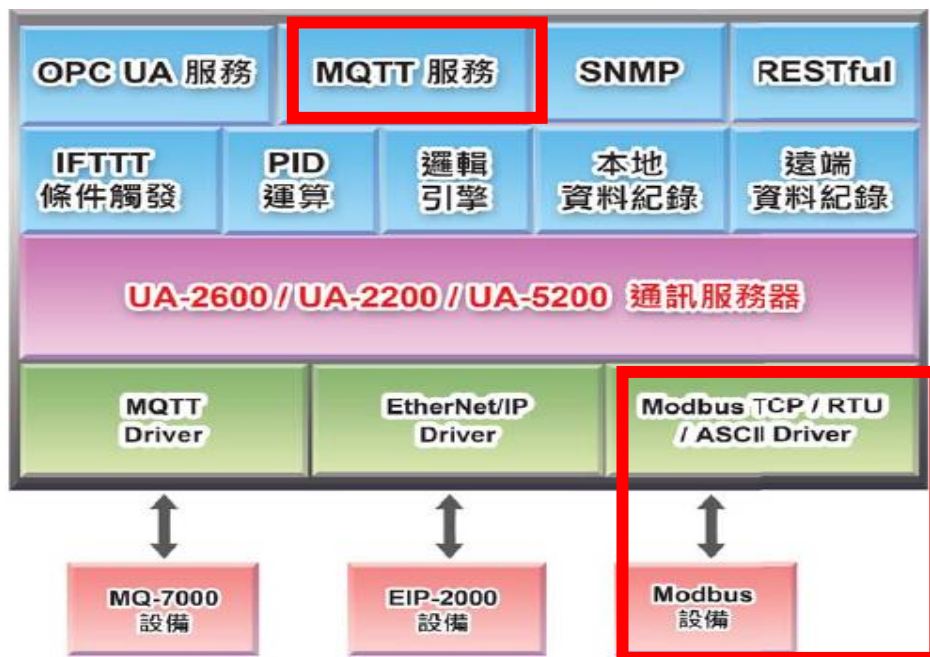 OPC UA 服務
MQTT 服務
SNMP
RESTful
IFTTT
條件觸發
PID
運算
邏輯
引擎
本地
資料紀錄
遠端
資料紀錄
UA-2600 / UA-2200 / UA-5200 通訊服務器
MQTT
Driver
EtherNet/IP
Driver
Modbus TCP / RTU
/ ASCII Driver
MQ-7000
設備
EIP-2000
設備
Modbus
設備